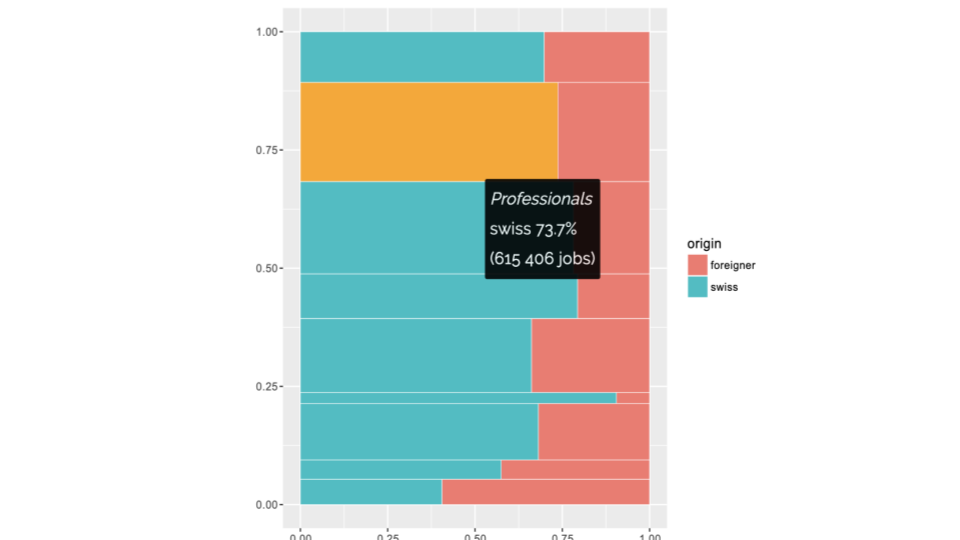 1.00
0.75
Professionals
swiss 73.7%
(615 406 jobs)
0.50
origin
foreigner
swiss
0.25
0.00
0.00 0.25 0.50 0.75 1.00